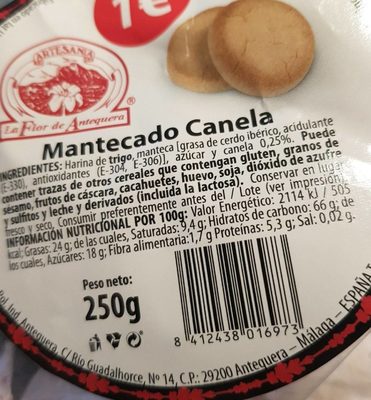 1€
ARTESANIA
La Flor de Antequera
®
Mantecado Canela
INGREDIENTES: Harina de trigo, manteca [grasa de cerdo ibérico, acidulante
(E-330), antioxidantes (E-304, E-306)], azúcar y canela 0,25%. Puede
contener trazas de otros cereales que contengan gluten, granos de
sésamo, frutos de cáscara, cacahuetes, huevo, soja, dióxido de azufre
y sulfitos y leche y derivados (incluida la lactosa). Conservar en lugar
fresco y seco, Consumir preferentemente antes del / Lote (ver impresión)
INFORMACIÓN NUTRICIONAL POR 100g: Valor Energético: 2114 kJ / 505
kcal; Grasas: 24 g; de las cuales, Saturadas: 9,4 g; Hidratos de carbono: 66 g; de
los cuales, Azúcares: 18 g; Fibra alimentaria: 1,7 g Proteínas: 5,3 g; Sal: 0,02 g.
Peso neto:
250g
8 412438 016973
Pol. Ind. Antequera, C/ Río Guadalhorce, Nº 14, C.P.: 29200 Antequera – Málaga – ESPAÑA